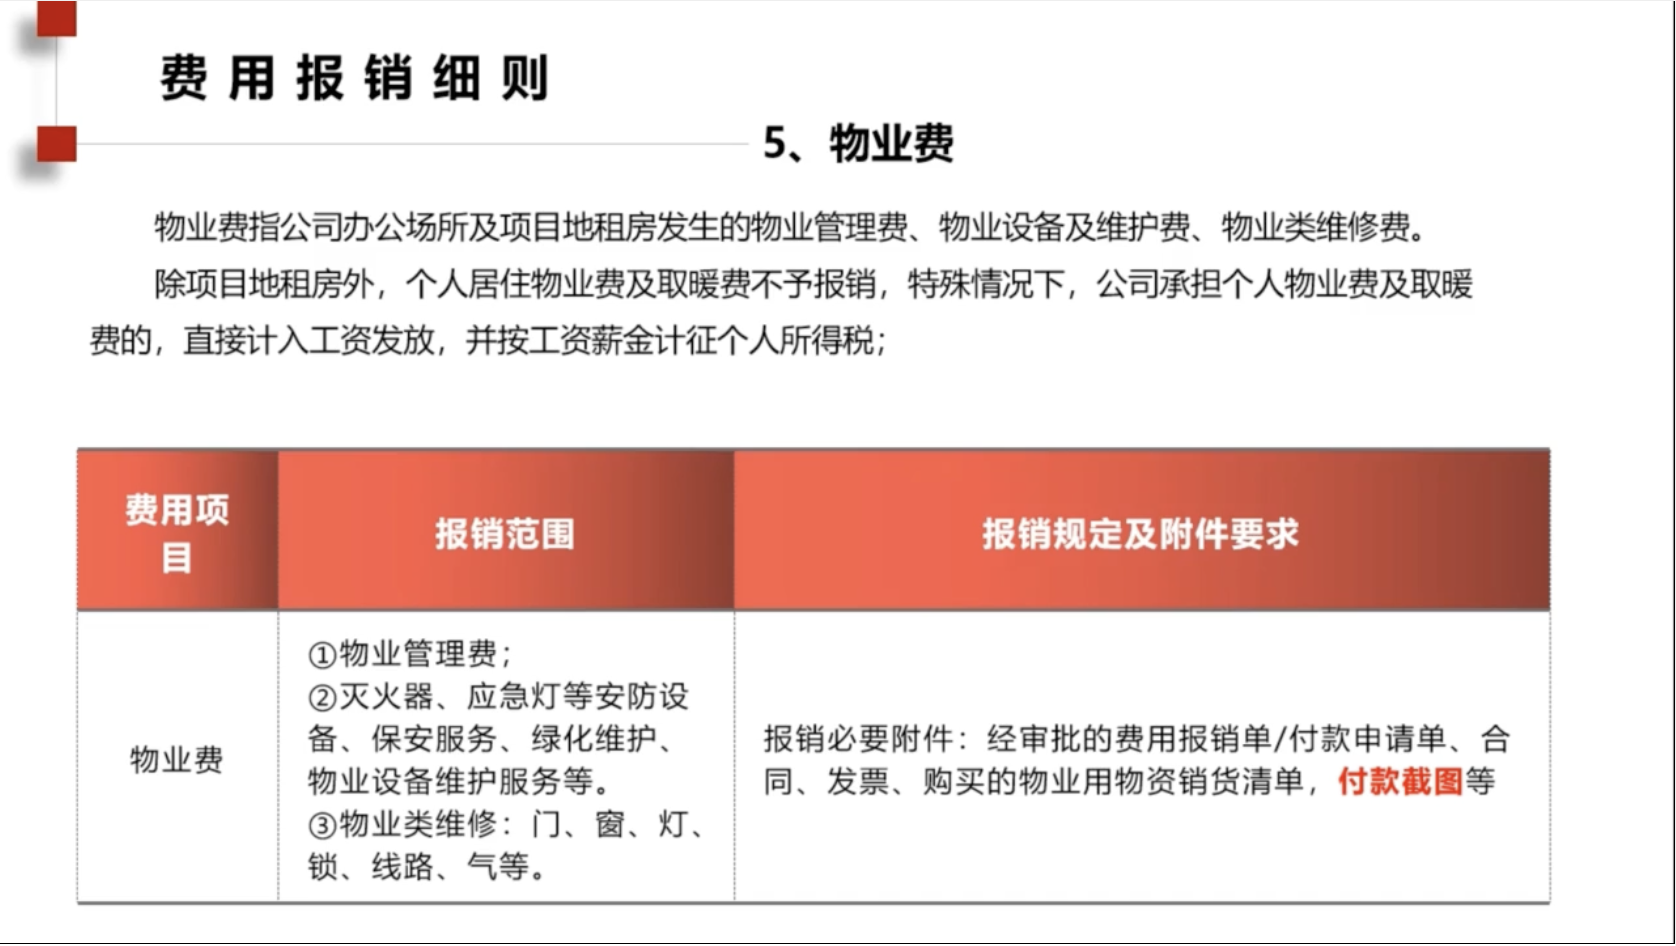 费用报销细则
5、物业费
物业费指公司办公场所及项目地租房发生的物业管理费、物业设备及维护费、物业类维修费。
除项目地租房外，个人居住物业费及取暖费不予报销，特殊情况下，公司承担个人物业费及取暖
费的，直接计入工资发放，并按工资薪金计征个人所得税；
费用项
目
报销范围
报销规定及附件要求
物业费
①物业管理费；
②灭火器、应急灯等安防设
备、保安服务、绿化维护、
物业设备维护服务等。
③物业类维修：门、窗、灯、
锁、线路、气等。
报销必要附件：经审批的费用报销单/付款申请单、合
同、发票、购买的物业用物资销货清单，付款截图等